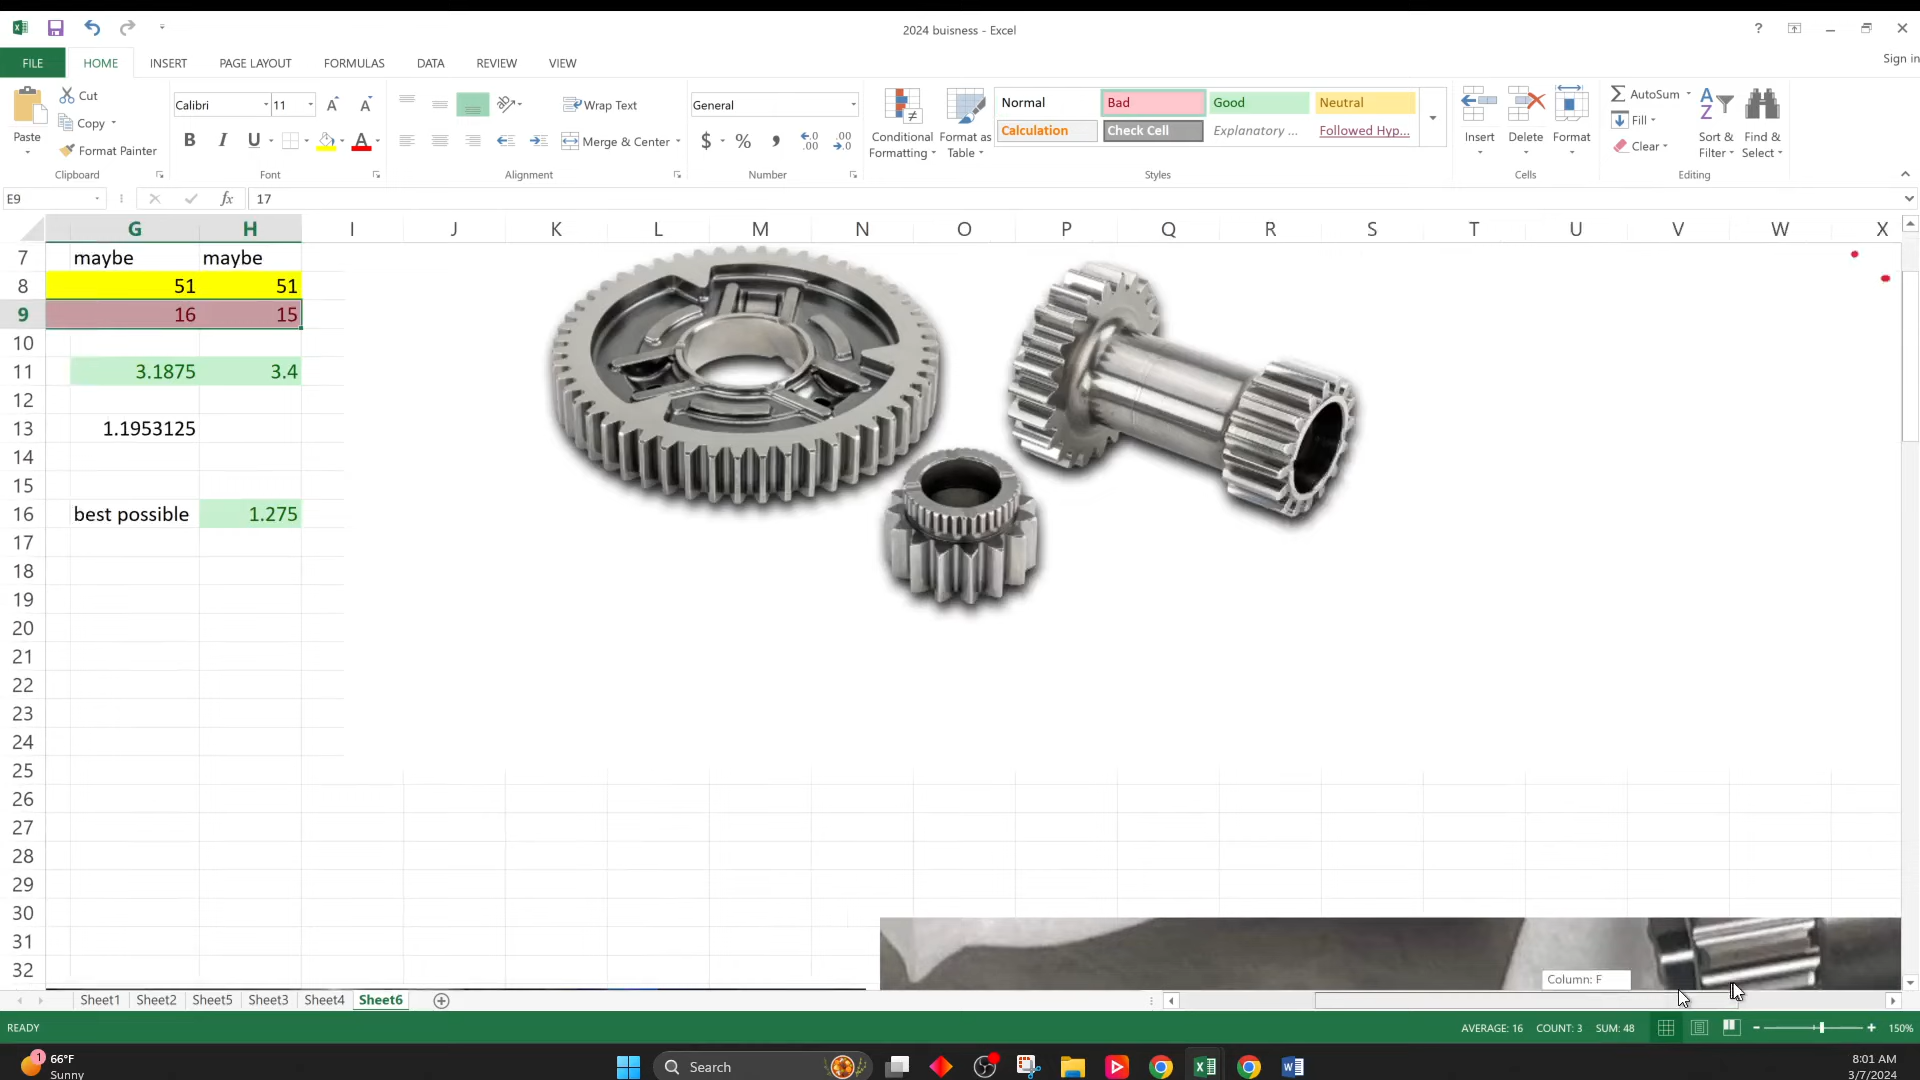 2024 buisness - Excel
?
Sign in
FILE
HOME
INSERT
PAGE LAYOUT
FORMULAS
DATA
REVIEW
VIEW
Paste
Cut
Copy
Format Painter
Clipboard
Calibri
11
B I U
Font
Wrap Text
Merge & Center
Alignment
General
$ % ,
Number
Conditional Formatting
Format as Table
Normal
Bad
Good
Neutral
Calculation
Check Cell
Explanatory ...
Followed Hyp...
Styles
Insert
Delete
Format
Cells
AutoSum
Fill
Clear
Sort & Filter
Find & Select
Editing
E9
fx
17
G H I J K L M N O P Q R S T U V W X
7 maybe maybe
8 51 51
9 16 15
10
11 3.1875 3.4
12
13 1.1953125
14
15
16 best possible 1.275
17
18
19
20
21
22
23
24
25
26
27
28
29
30
31
32
Column: F
Sheet1 Sheet2 Sheet5 Sheet3 Sheet4 Sheet6
READY
AVERAGE: 16 COUNT: 3 SUM: 48
150%
1
66°F
Sunny
Search
8:01 AM
3/7/2024